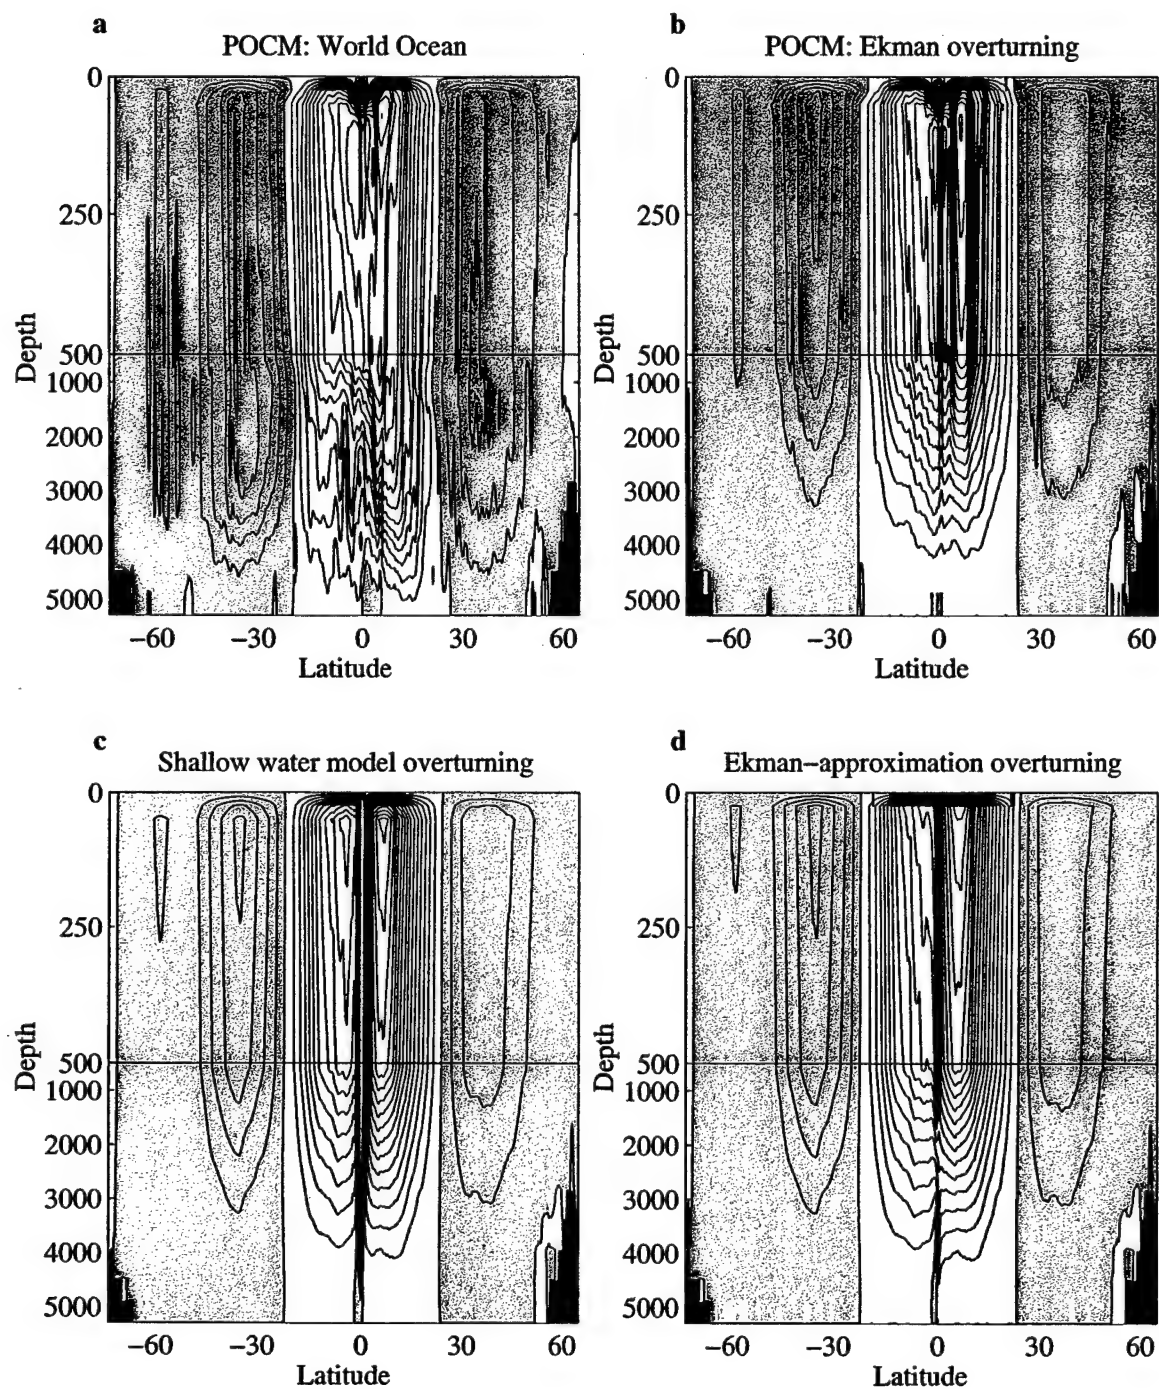 a
POCM: World Ocean
0
250
500
1000
2000
3000
4000
5000
Depth
−60 −30 0 30 60
Latitude
b
POCM: Ekman overturning
0
250
500
1000
2000
3000
4000
5000
Depth
−60 −30 0 30 60
Latitude
c
Shallow water model overturning
0
250
500
1000
2000
3000
4000
5000
Depth
−60 −30 0 30 60
Latitude
d
Ekman−approximation overturning
0
250
500
1000
2000
3000
4000
5000
Depth
−60 −30 0 30 60
Latitude